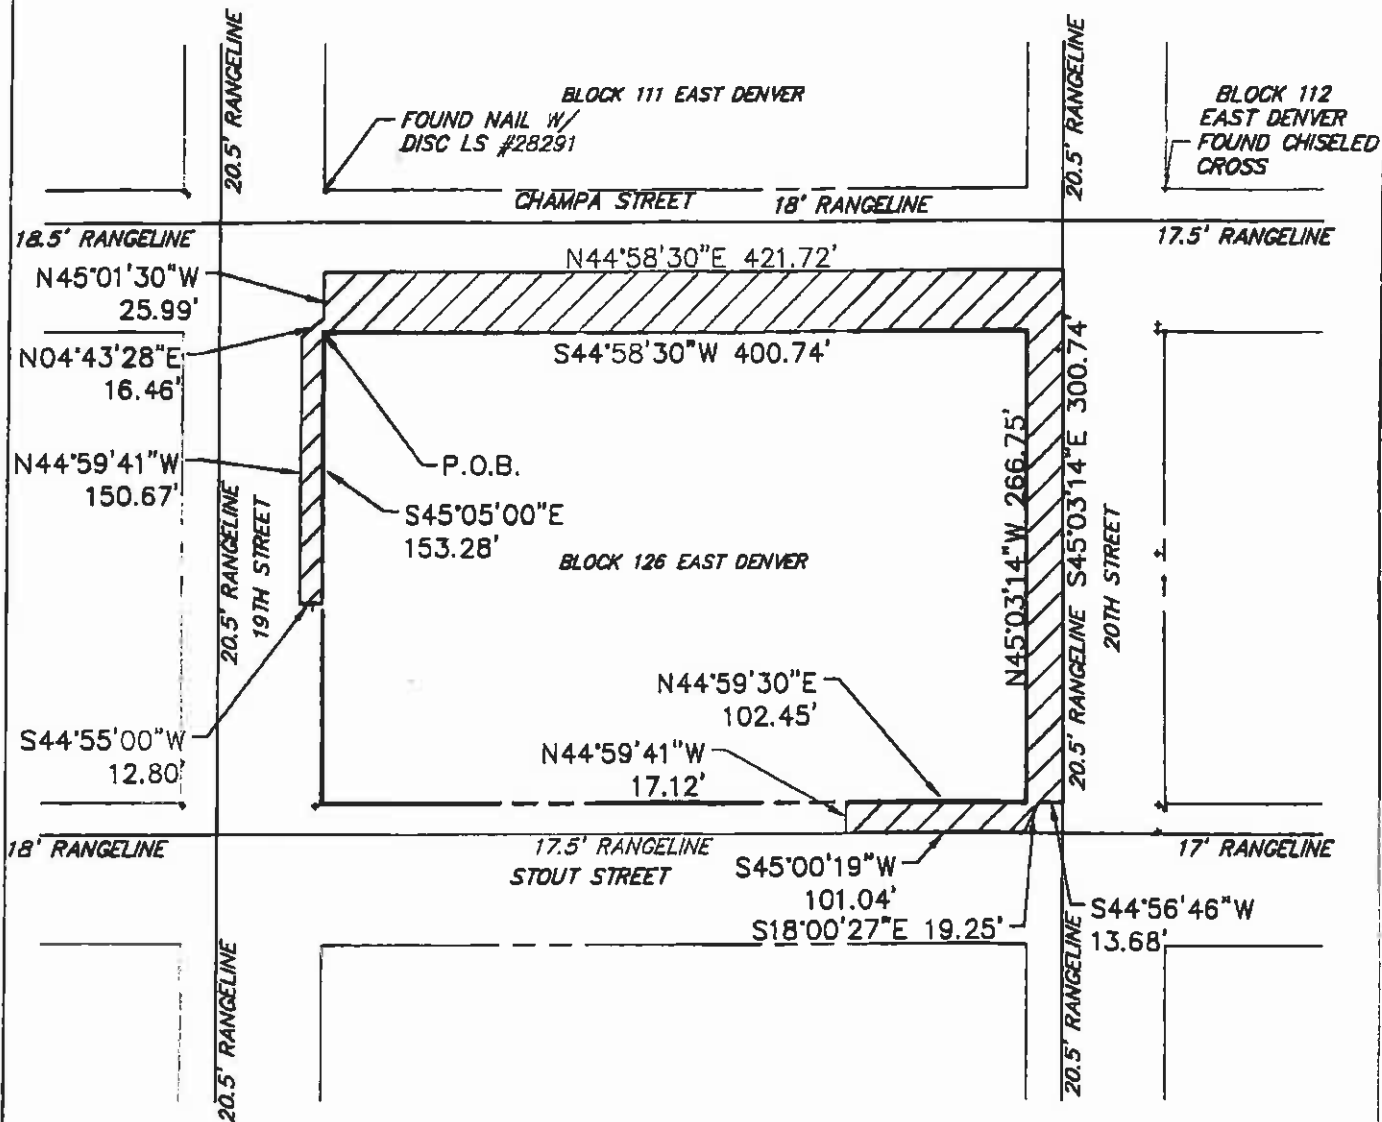 20.5' RANGELINE
BLOCK 111 EAST DENVER
FOUND NAIL W/
DISC LS #28291
20.5' RANGELINE
BLOCK 112
EAST DENVER
FOUND CHISELED
CROSS
CHAMPA STREET
18' RANGELINE
18.5' RANGELINE
17.5' RANGELINE
N45°01'30"W
25.99'
N44°58'30"E 421.72'
N04°43'28"E
16.46'
S44°58'30"W 400.74'
N44°59'41"W
150.67'
P.O.B.
S45°05'00"E
153.28'
BLOCK 126 EAST DENVER
20.5' RANGELINE
19TH STREET
N45°03'14"W 266.75'
20.5' RANGELINE S45°03'14"E 300.74'
20TH STREET
N44°59'30"E
102.45'
N44°59'41"W
17.12'
S44°55'00"W
12.80'
18' RANGELINE
17.5' RANGELINE
STOUT STREET
17' RANGELINE
S45°00'19"W
101.04'
S18°00'27"E 19.25'
S44°56'46"W
13.68'
20.5' RANGELINE
20.5' RANGELINE